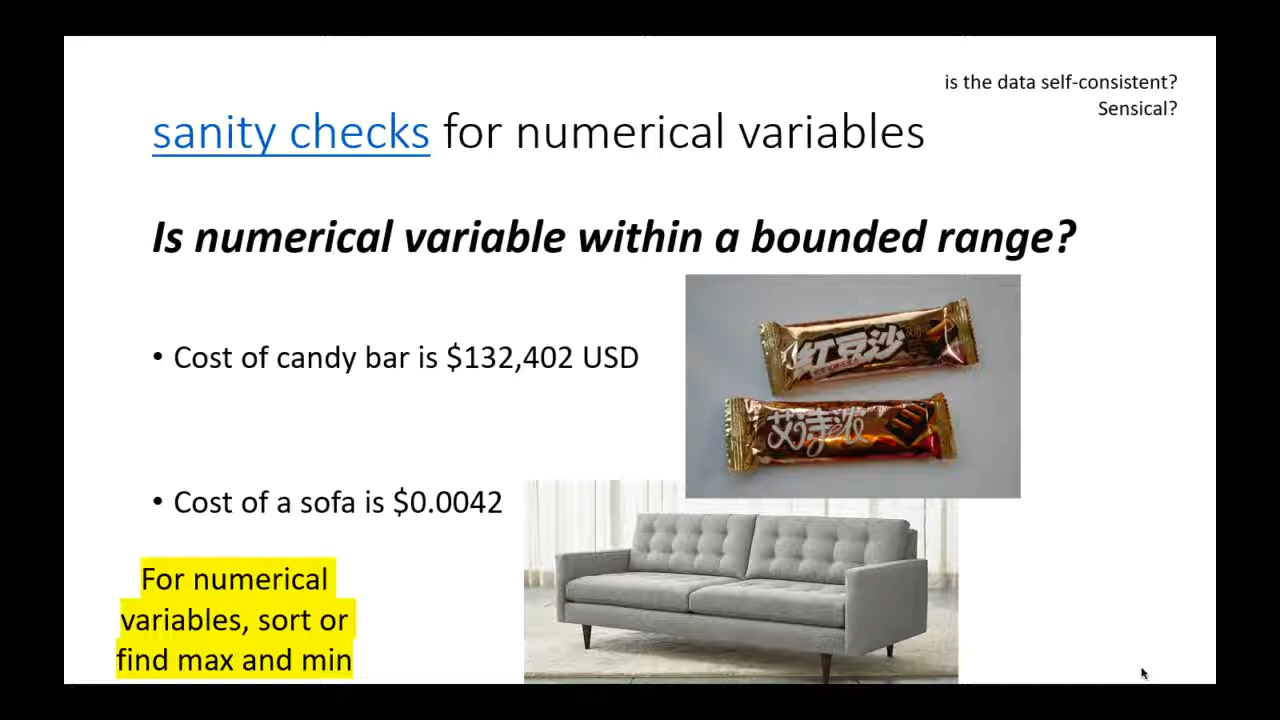 is the data self-consistent?
Sensical?
sanity checks for numerical variables
Is numerical variable within a bounded range?
• Cost of candy bar is $132,402 USD
红豆沙
• Cost of a sofa is $0.0042
For numerical
variables, sort or
find max and min